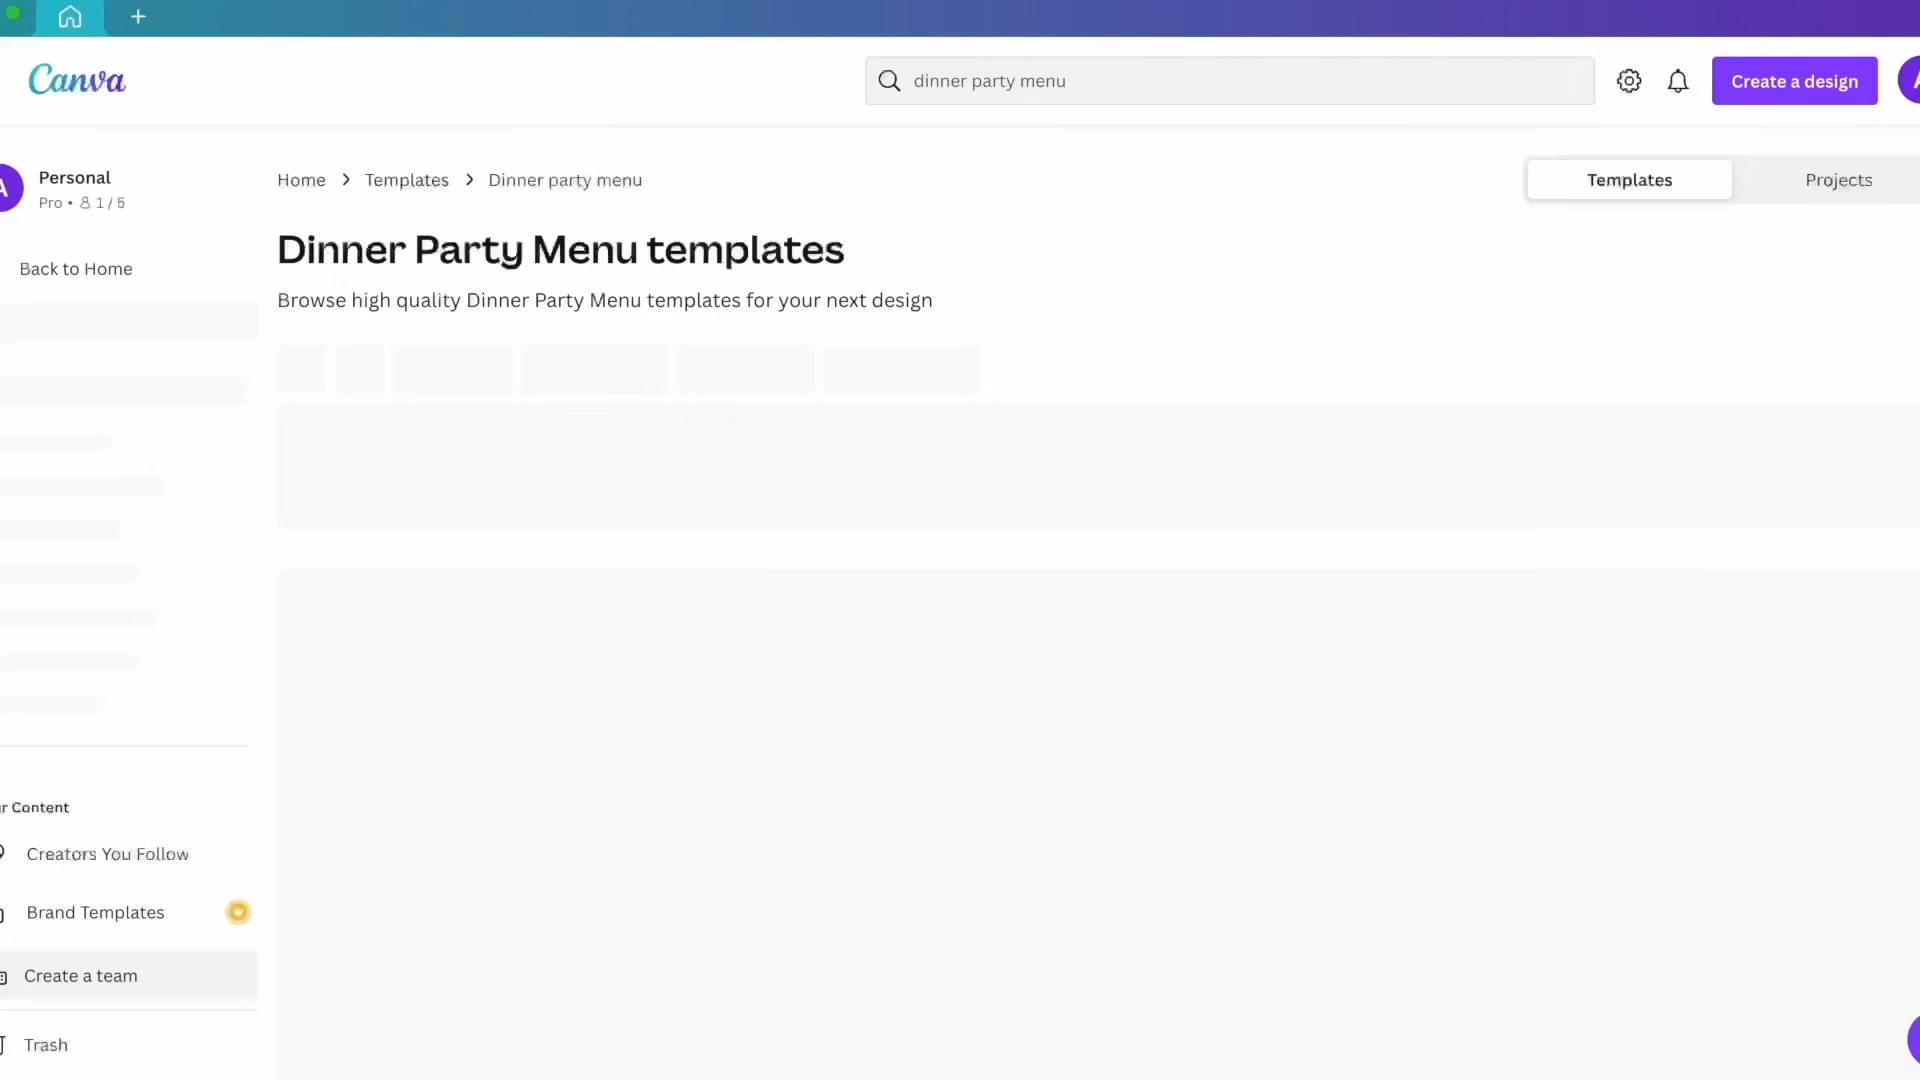 Canva
dinner party menu
Create a design
Personal
Pro • 1 / 5
Back to Home
Home > Templates > Dinner party menu
Templates
Projects
Dinner Party Menu templates
Browse high quality Dinner Party Menu templates for your next design
r Content
Creators You Follow
Brand Templates
Create a team
Trash